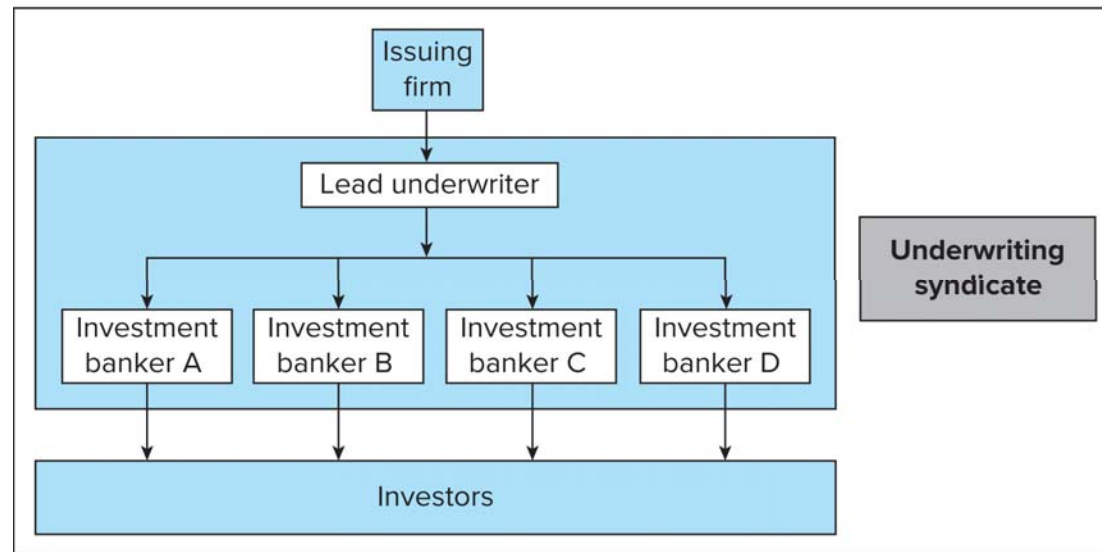 Issuing
firm
Lead underwriter
Underwriting
syndicate
Investment
banker A
Investment
banker B
Investment
banker C
Investment
banker D
Investors